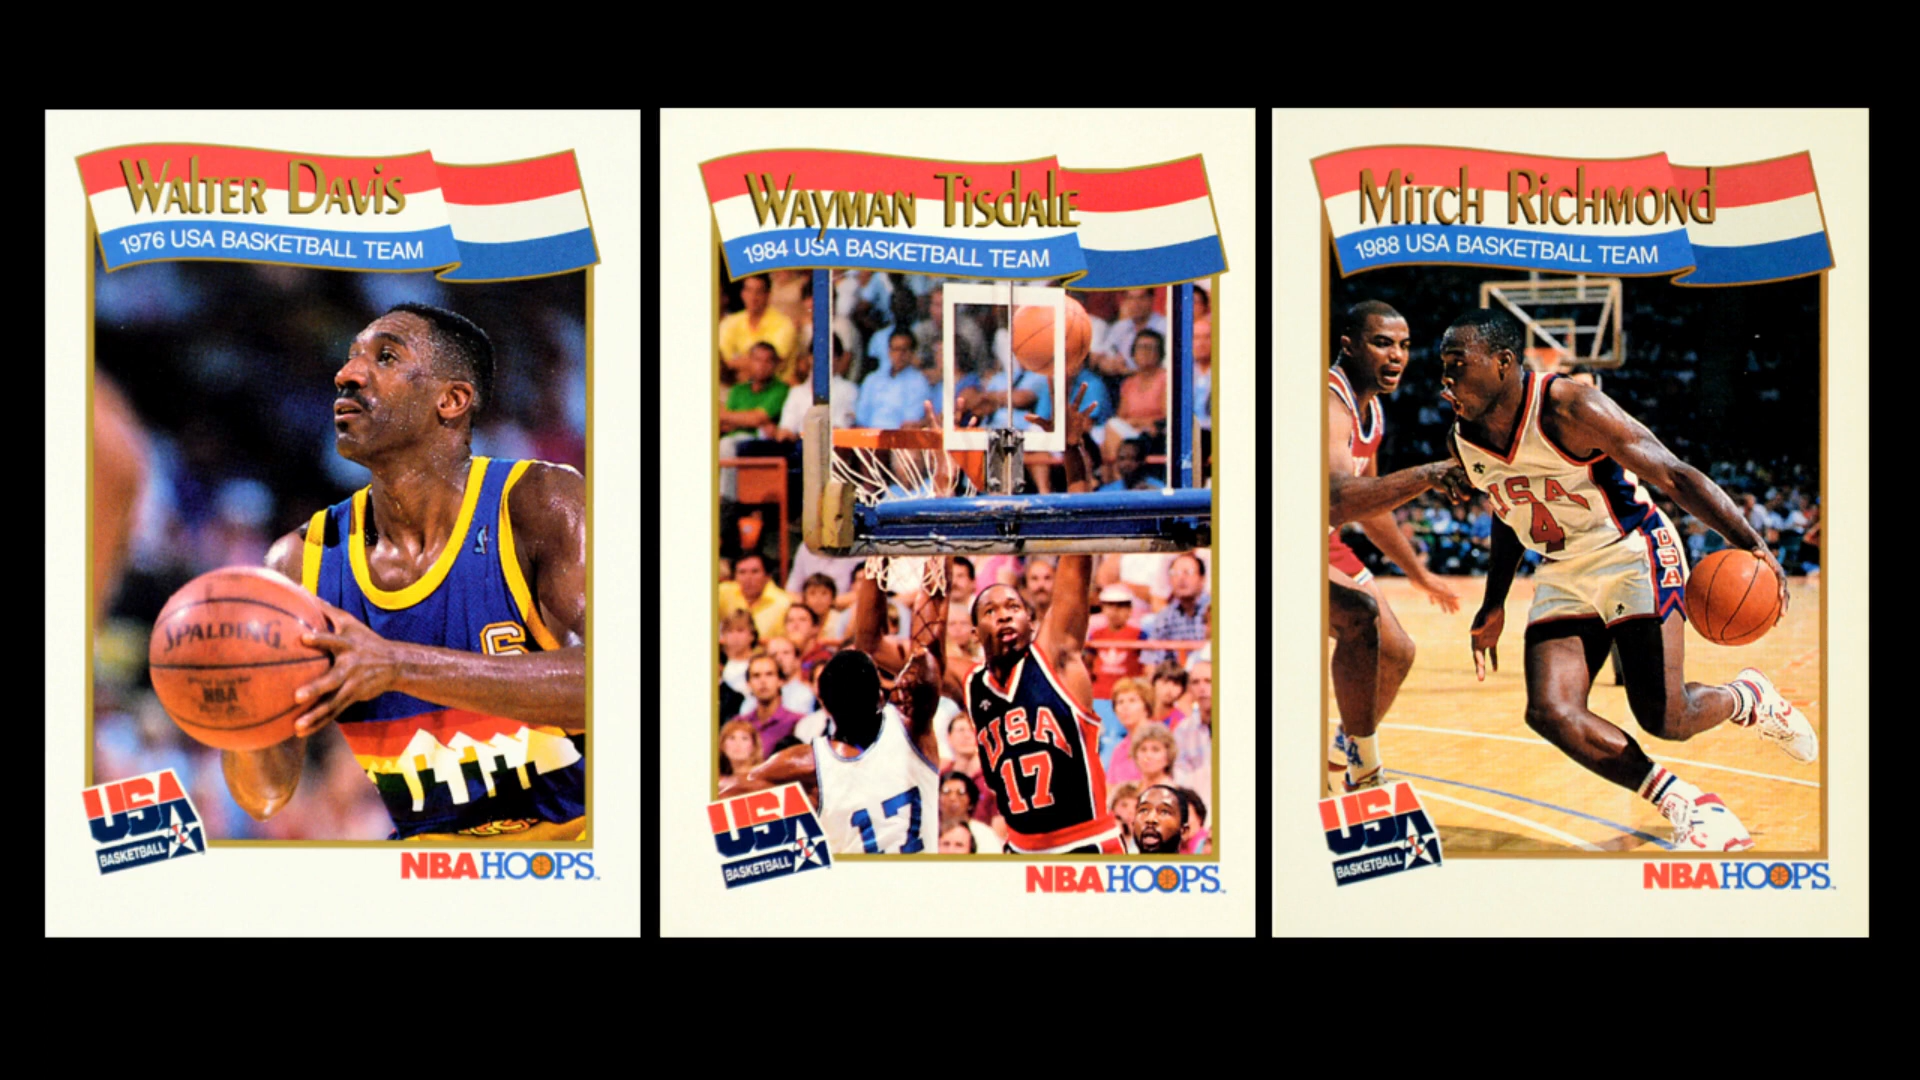 Walter Davis
1976 USA BASKETBALL TEAM
SPALDING
NBA
6
USA
BASKETBALL
NBA HOOPS
Wayman Tisdale
1984 USA BASKETBALL TEAM
USA
17
17
USA
BASKETBALL
NBA HOOPS
Mitch Richmond
1988 USA BASKETBALL TEAM
USA
4
USA
USA
BASKETBALL
NBA HOOPS